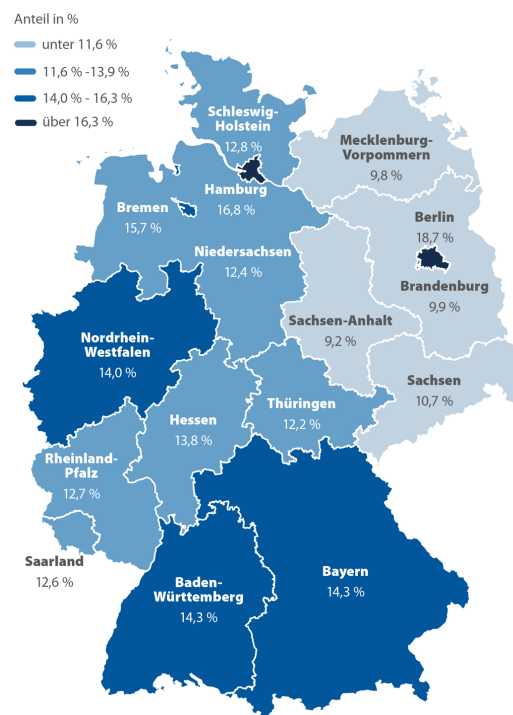 Anteil in %
unter 11,6 %
11,6 % -13,9 %
14,0 % - 16,3 %
über 16,3 %
Schleswig-
Holstein
12,8 %
Mecklenburg-
Vorpommern
9,8 %
Hamburg
16,8 %
Bremen
15,7 %
Berlin
18,7 %
Niedersachsen
12,4 %
Brandenburg
9,9 %
Sachsen-Anhalt
9,2 %
Nordrhein-
Westfalen
14,0 %
Sachsen
10,7 %
Thüringen
12,2 %
Hessen
13,8 %
Rheinland-
Pfalz
12,7 %
Saarland
12,6 %
Bayern
14,3 %
Baden-
Württemberg
14,3 %